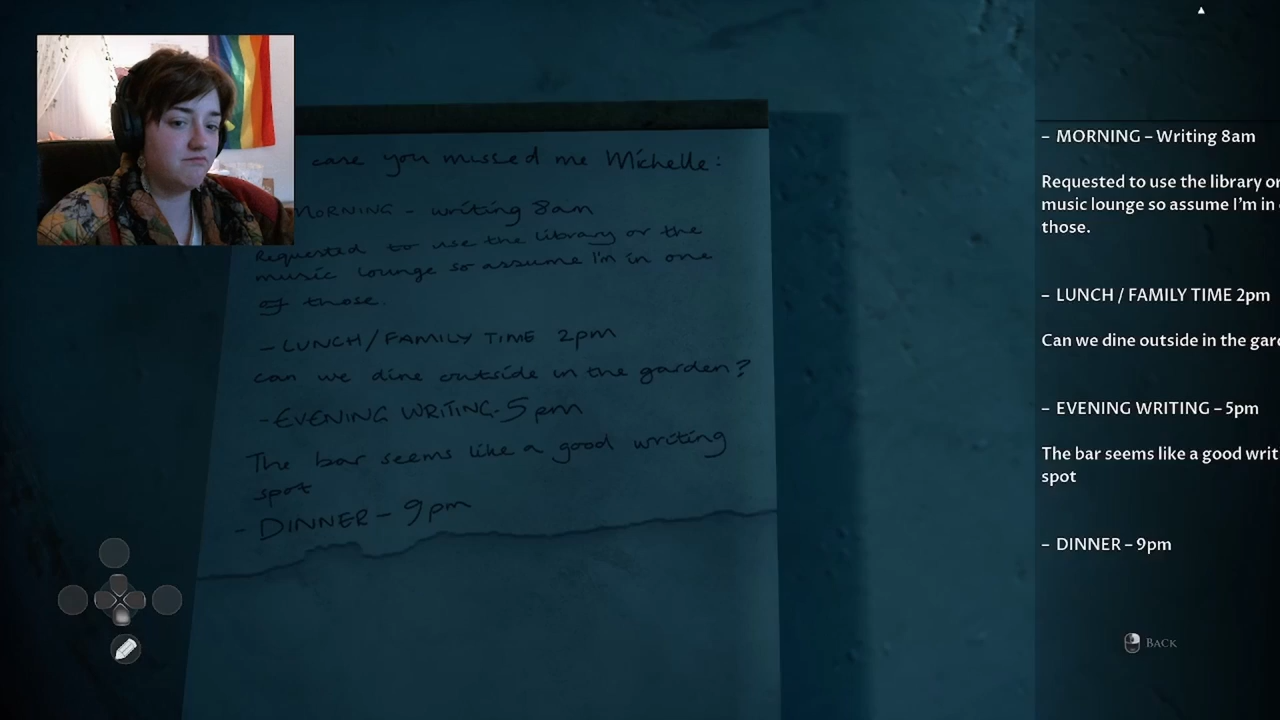 care you missed me Michelle:
MORNING - writing 8am
Requested to use the library or the
music lounge so assume I'm in one
of those.
- LUNCH / FAMILY TIME 2pm
can we dine outside in the garden?
- EVENING WRITING - 5pm
The bar seems like a good writing
spot
- DINNER - 9pm
– MORNING – Writing 8am
Requested to use the library or
music lounge so assume I'm in
those.
– LUNCH / FAMILY TIME 2pm
Can we dine outside in the gard
– EVENING WRITING – 5pm
The bar seems like a good writ
spot
– DINNER – 9pm
BACK